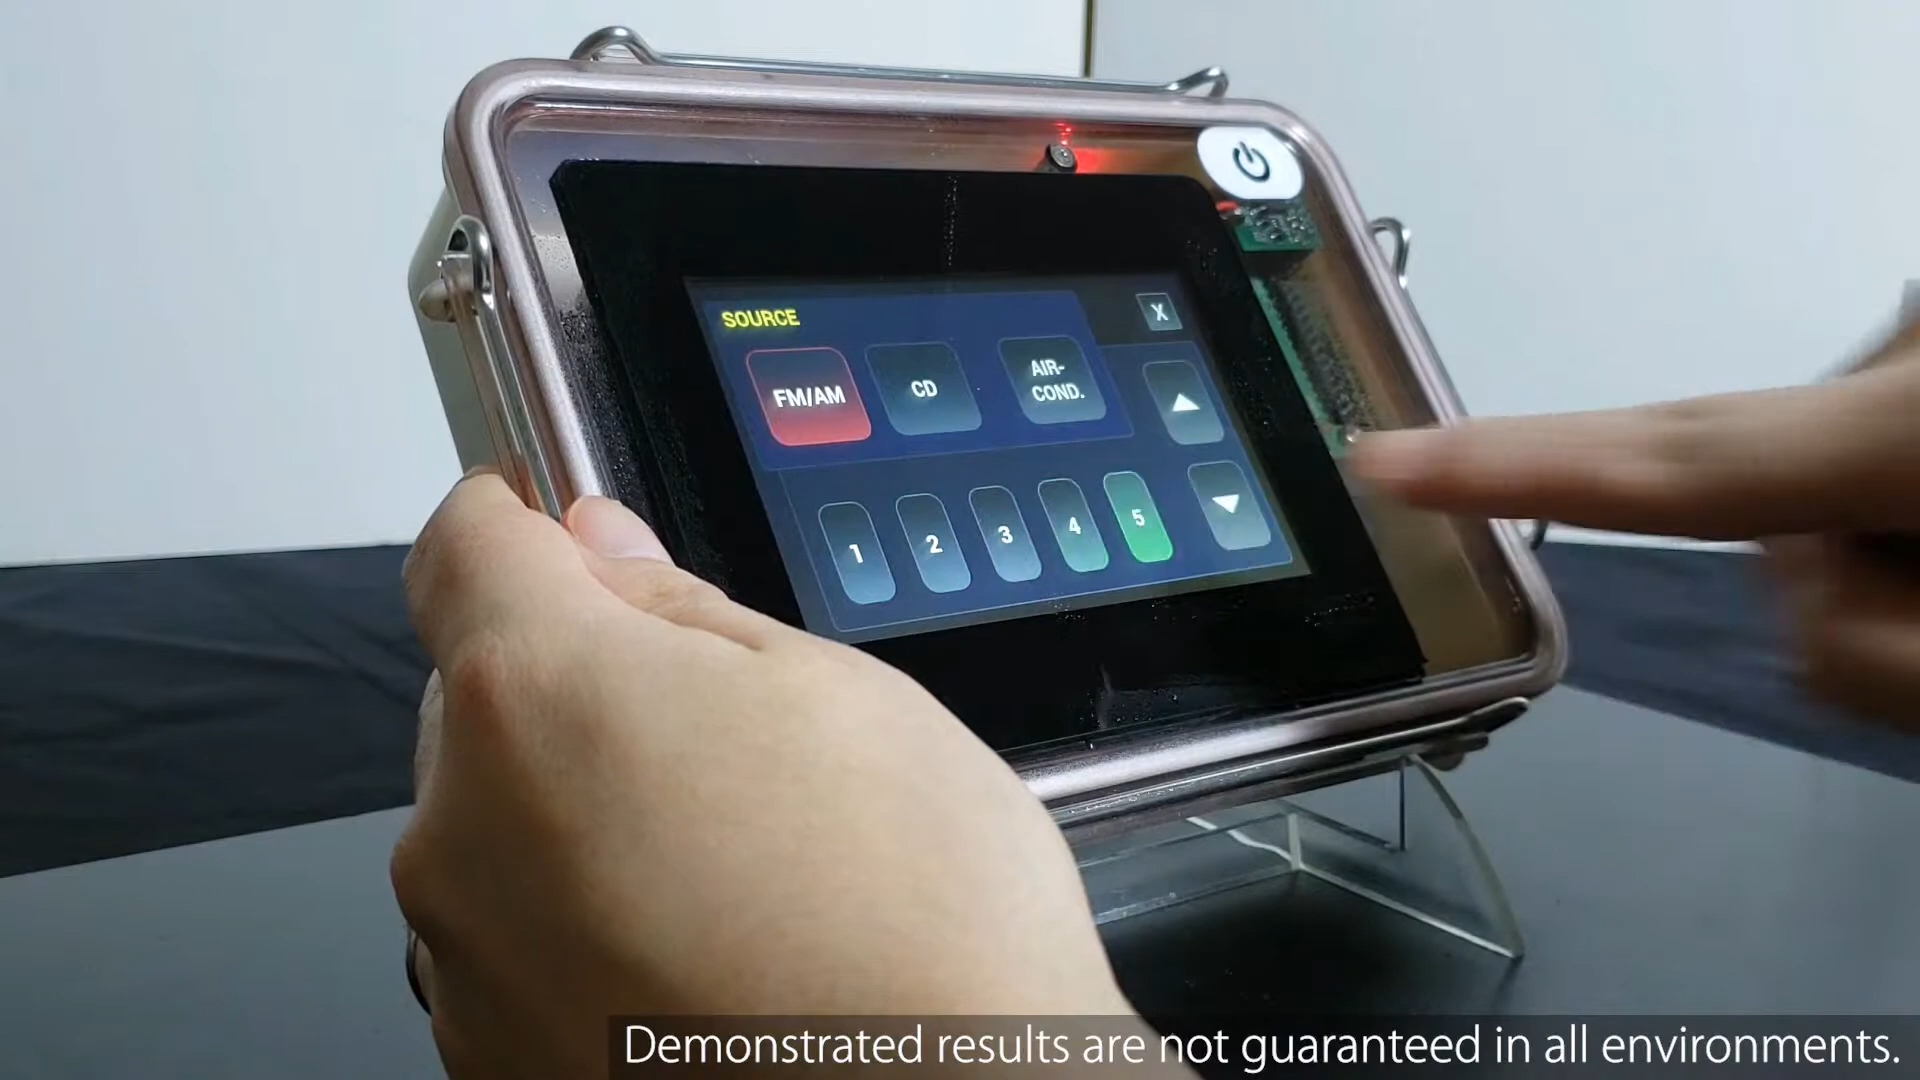 SOURCE
X
FM/AM
CD
AIR-
COND.
1
2
3
4
5
Demonstrated results are not guaranteed in all environments.